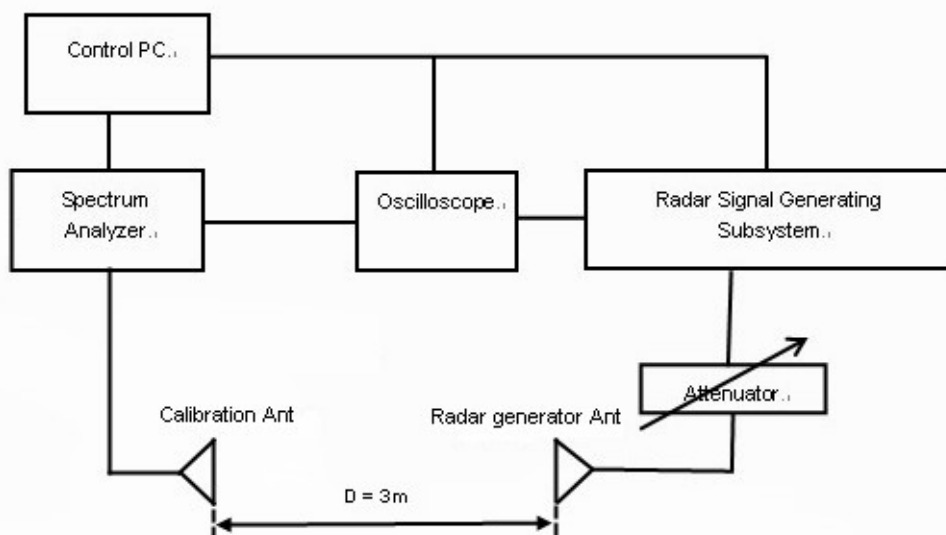 Control PC.
Spectrum
Analyzer.
Oscilloscope.
Radar Signal Generating
Subsystem.
Attenuator.
Calibration Ant
Radar generator Ant
D = 3m